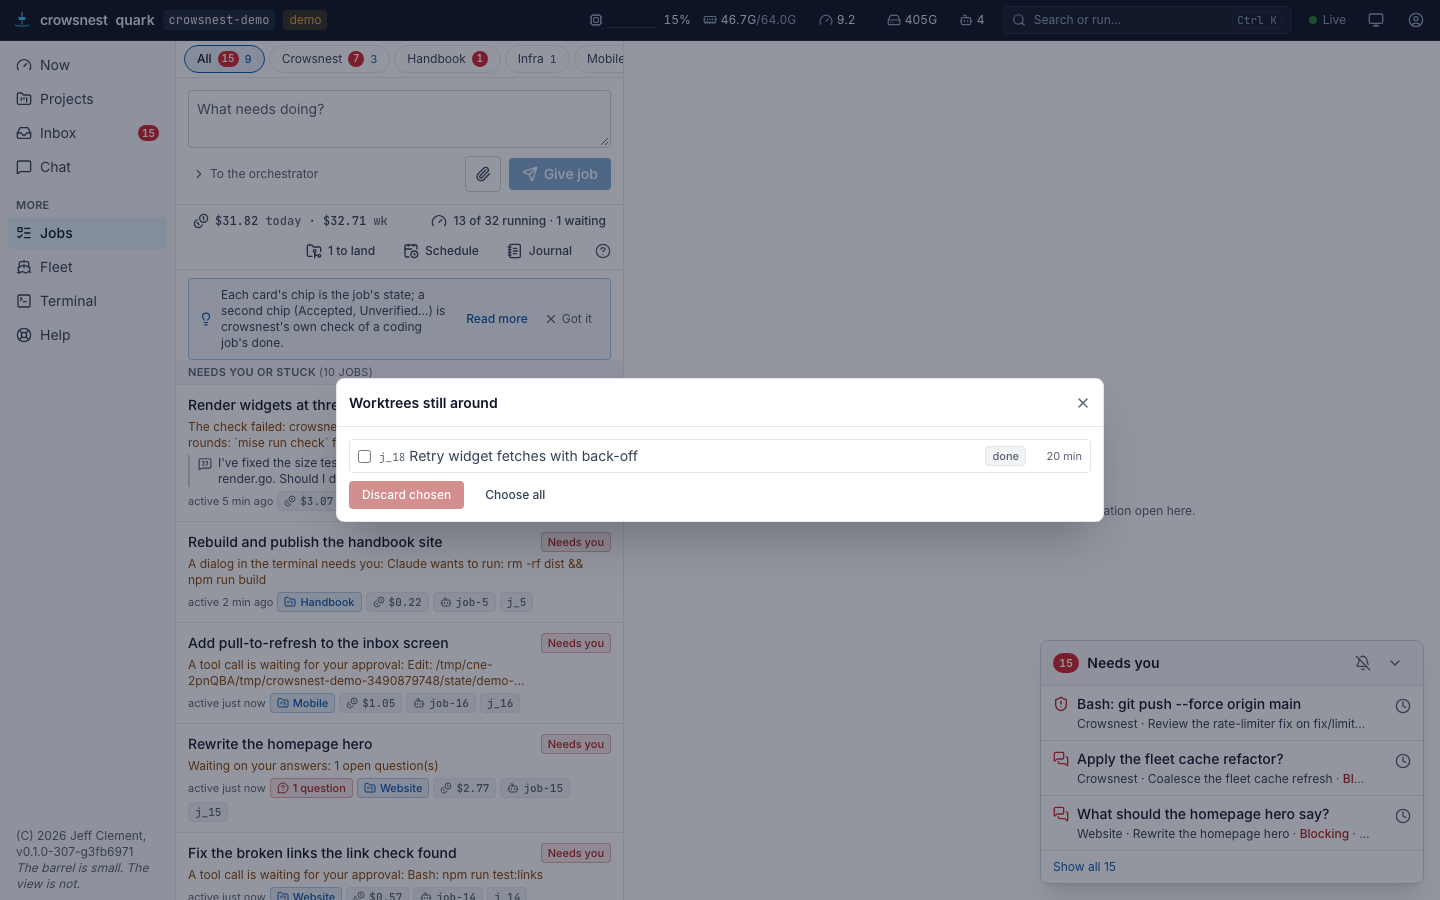 crowsnest quark crowsnest-demo demo 15% 46.7G/64.0G 9.2 405G 4 Search or run... Ctrl K Live
Now
Projects
Inbox 15
Chat
MORE
Jobs
Fleet
Terminal
Help
(C) 2026 Jeff Clement,
v0.1.0-307-g3fb6971
The barrel is small. The
view is not.
All 15 9 Crowsnest 7 3 Handbook 1 Infra 1 Mobile
What needs doing?
To the orchestrator Give job
$31.82 today · $32.71 wk 13 of 32 running · 1 waiting
1 to land Schedule Journal
Each card's chip is the job's state; a
second chip (Accepted, Unverified...) is
crowsnest's own check of a coding
job's done.
Read more Got it
NEEDS YOU OR STUCK (10 JOBS)
Render widgets at thre
The check failed: crowsne
rounds: `mise run check` f
I've fixed the size tes
render.go. Should I d
active 5 min ago $3.07
Rebuild and publish the handbook site Needs you
A dialog in the terminal needs you: Claude wants to run: rm -rf dist &&
npm run build
active 2 min ago Handbook $0.22 job-5 j_5
Add pull-to-refresh to the inbox screen Needs you
A tool call is waiting for your approval: Edit: /tmp/cne-
2pnQBA/tmp/crowsnest-demo-3490879748/state/demo-...
active just now Mobile $1.05 job-16 j_16
Rewrite the homepage hero Needs you
Waiting on your answers: 1 open question(s)
active just now 1 question Website $2.77 job-15
j_15
Fix the broken links the link check found Needs you
A tool call is waiting for your approval: Bash: npm run test:links
active just now Website $0.57 job-14 j_14
Worktrees still around
j_18 Retry widget fetches with back-off done 20 min
Discard chosen Choose all
ation open here.
15 Needs you
Bash: git push --force origin main
Crowsnest · Review the rate-limiter fix on fix/limit...
Apply the fleet cache refactor?
Crowsnest · Coalesce the fleet cache refresh · Bl...
What should the homepage hero say?
Website · Rewrite the homepage hero · Blocking · ...
Show all 15